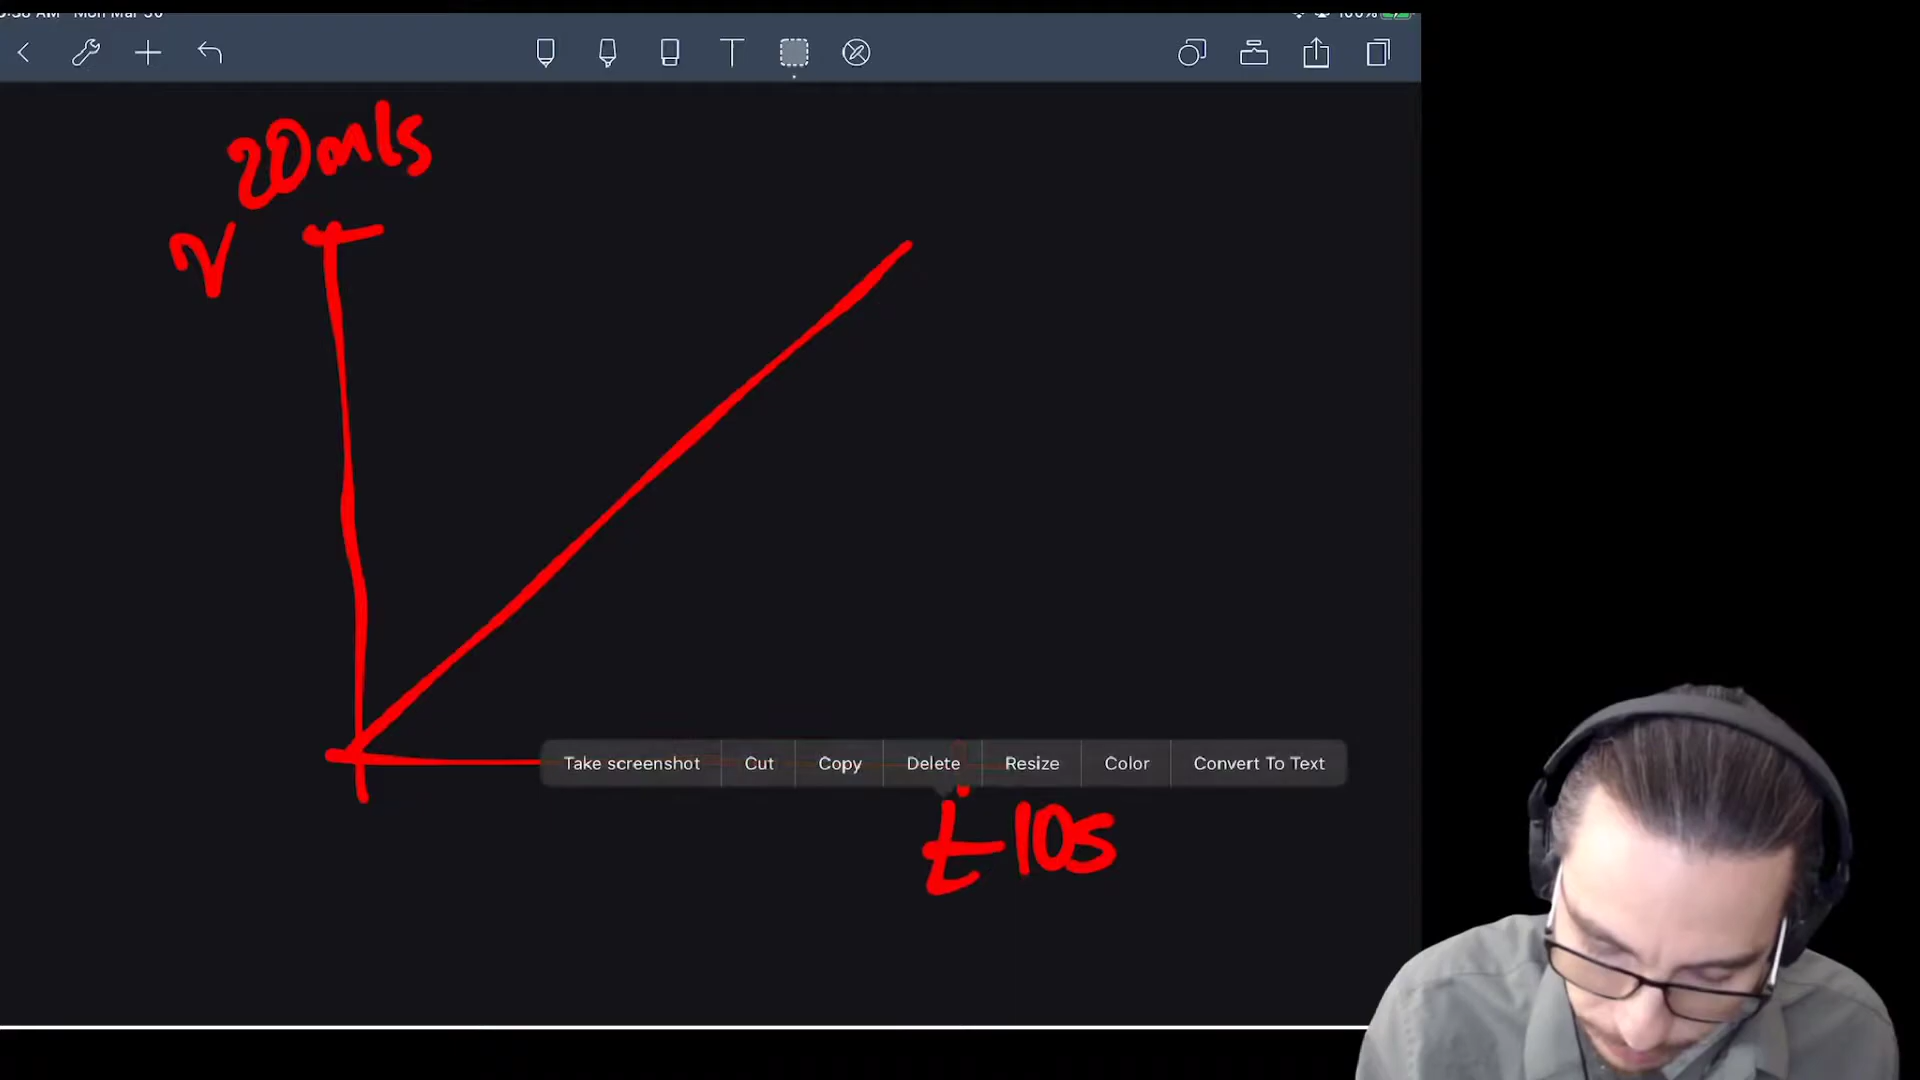 20m/s
v
Take screenshot Cut Copy Delete Resize Color Convert To Text
t 10s